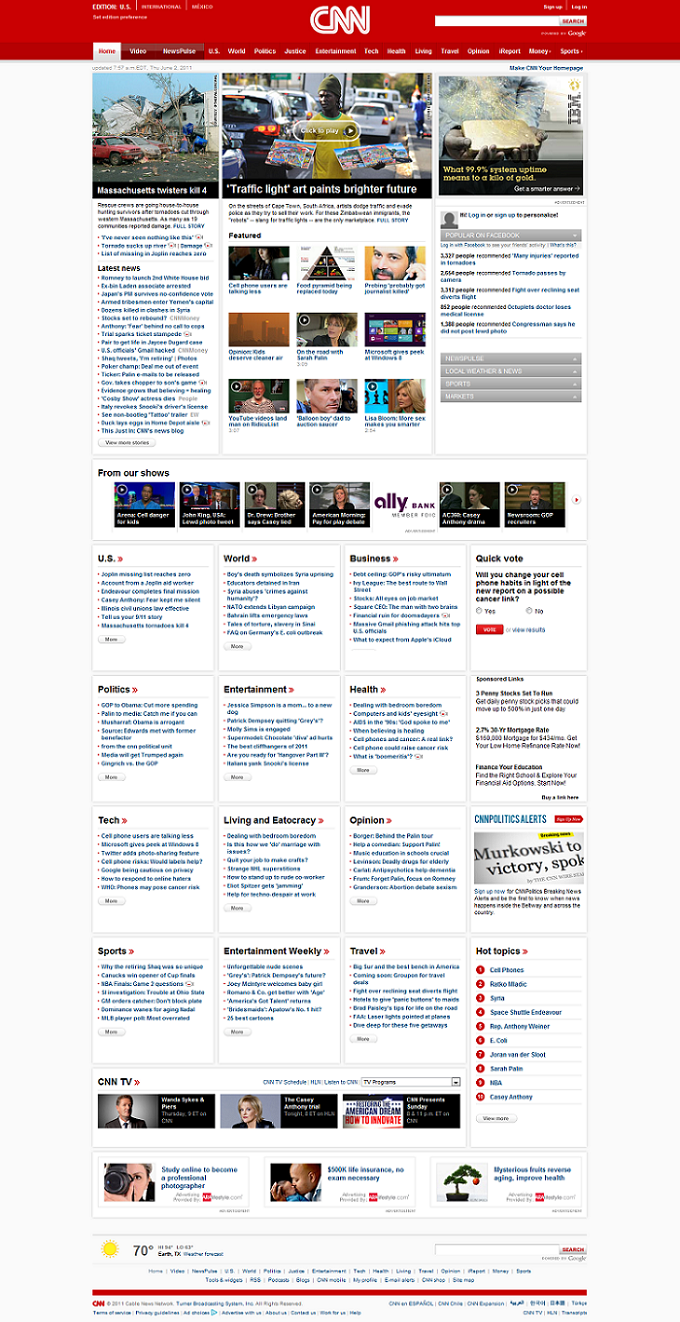 EDITION: U.S. INTERNATIONAL MÉXICO
Set edition preference
CNN
Sign up Log in
SEARCH
POWERED BY Google
Home Video NewsPulse U.S. World Politics Justice Entertainment Tech Health Living Travel Opinion iReport Money Sports
updated 7:57 a.m. EDT, Thu June 2, 2011
Make CNN Your Homepage
Massachusetts twisters kill 4
Rescue crews are going house-to-house
hunting survivors after tornadoes cut through
western Massachusetts. As many as 10
communities reported damage. FULL STORY
'I've never seen nothing like this'
Tornado sucks up river | Damage
List of missing in Joplin reaches zero
Latest news
Romney to launch 2nd White House bid
Ex-bin Laden associate arrested
Japan's PM survives no-confidence vote
Armed tribesmen enter Yemen's capital
Dozens killed in clashes in Syria
Stocks set to rebound? CNNMoney
Anthony: 'Fear' behind no call to cops
Trial sparks ticket stampede
Pair to get life in Jaycee Dugard case
U.S. officials' Gmail hacked CNNMoney
Shaq tweets, 'I'm retiring' | Photos
Poker champ: Deal me out of event
Ticker: Palin e-mails to be released
Gov. takes chopper to son's game
Evidence grows that believing = healing
'Cosby Show' actress dies People
Italy revokes Snooki's driver's license
See non-bootleg 'Tattoo' trailer EW
Duck lays eggs in Home Depot aisle
This Just In: CNN's news blog
View more stories
Click to play
'Traffic light' art paints brighter future
On the streets of Cape Town, South Africa, artists dodge traffic and evade
police as they try to sell their work. For these Zimbabwean immigrants, the
"robots" -- slang for traffic lights -- are the only marketplace. FULL STORY
Featured
Cell phone users are
talking less
Food pyramid being
replaced today
Probing 'probably got
journalist killed'
Opinion: Kids
deserve cleaner air
On the road with
Sarah Palin
3:09
Microsoft gives peek
at Windows 8
YouTube videos land
man on RidicuList
3:07
'Balloon boy' dad to
auction saucer
Lisa Bloom: More sex
makes you smarter
2:54
IBM
What 99.9% system uptime
means to a kilo of gold.
Get a smarter answer
ADVERTISEMENT
Hi! Log in or sign up to personalize!
POPULAR ON FACEBOOK
Log in with Facebook to see your friends' activity | What's this?
3,327 people recommended 'Many injuries' reported
in tornadoes
2,654 people recommended Tornado passes by
camera
3,312 people recommended Fight over reclining seat
diverts flight
852 people recommended Octuplets doctor loses
medical license
1,388 people recommended Congressman says he
did not post lewd photo
NEWSPULSE
LOCAL WEATHER & NEWS
SPORTS
MARKETS
From our shows
Arena: Cell danger
for kids
John King, USA:
Lewd photo tweet
Dr. Drew: Brother
says Casey lied
American Morning:
Pay for play debate
ally BANK
MEMBER FDIC
ADVERTISEMENT
AC360: Casey
Anthony drama
Newsroom: GOP
recruiters
U.S.
Joplin missing list reaches zero
Account from a Joplin aid worker
Endeavour completes final mission
Casey Anthony: Fear kept me silent
Illinois civil unions law effective
Tell us your 9/11 story
Massachusetts tornadoes kill 4
More
World
Boy's death symbolizes Syria uprising
Educators detained in Iran
Syria abuses 'crimes against
humanity'?
NATO extends Libyan campaign
Bahrain lifts emergency laws
Tales of torture, slavery in Sinai
FAQ on Germany's E. coli outbreak
More
Business
Debt ceiling: GOP's risky ultimatum
Ivy League: The best route to Wall
Street
Stocks: All eyes on job market
Square CEO: The man with two brains
Financial ruin for doomsdayers
Massive Gmail phishing attack hits top
U.S. officials
What to expect from Apple's iCloud
Quick vote
Will you change your cell
phone habits in light of the
new report on a possible
cancer link?
Yes No
VOTE or view results
Politics
GOP to Obama: Cut more spending
Palin to media: Catch me if you can
Musharraf: Obama is arrogant
Source: Edwards met with former
benefactor
from the cnn political unit
Media will get Trumped again
Gingrich vs. the GOP
More
Entertainment
Jessica Simpson is a mom... to a new
dog
Patrick Dempsey quitting 'Grey's'?
Molly Sims is engaged
Supermodel: Chocolate 'diva' ad hurts
The best cliffhangers of 2011
Are you ready for 'Hangover Part III'?
Italians yank Snooki's license
More
Health
Dealing with bedroom boredom
Computers and kids' eyesight
AIDS in the '90s: 'God spoke to me'
When believing is healing
Cell phones and cancer: A real link?
Cell phone could raise cancer risk
What is 'boomeritis'?
More
Sponsored Links
3 Penny Stocks Set To Run
Get daily penny stock picks that could
move up to 500% in just one day
2.7% 30-Yr Mortgage Rate
$150,000 Mortgage for $434/mo. Get
Your Low Home Refinance Rate Now!
Finance Your Education
Find the Right School & Explore Your
Financial Aid Options. Start Now!
Buy a link here
Tech
Cell phone users are talking less
Microsoft gives peek at Windows 8
Twitter adds photo-sharing feature
Cell phone risks: Would labels help?
Google being cautious on privacy
How to respond to online haters
WHO: Phones may pose cancer risk
More
Living and Eatocracy
Dealing with bedroom boredom
Is this how we 'do' marriage with
issues?
Quit your job to make crafts?
Strange NHL superstitions
How to stand up to rude co-worker
Eliot Spitzer gets 'jamming'
Help for techno-despair at work
More
Opinion
Borger: Behind the Palin tour
Help a comedian: Support Palin!
Music education in schools crucial
Levinson: Deadly drugs for elderly
Carlat: Antipsychotics help dementia
Frum: Forget Palin, focus on Romney
Granderson: Abortion debate sexism
More
CNNPOLITICS ALERTS Sign Up Now
Breaking news
Murkowski to
victory, spok
by THE CNN WIRE STAFF
Sign up now for CNNPolitics Breaking News
Alerts and be the first to know when news
happens inside the Beltway and across the
country.
Sports
Why the retiring Shaq was so unique
Canucks win opener of Cup finals
NBA Finals: Game 2 questions
SI investigation: Trouble at Ohio State
GM orders catcher: Don't block plate
Dominance wanes for aging Nadal
MLB player poll: Most overrated
More
Entertainment Weekly
Unforgettable nude scenes
'Grey's': Patrick Dempsey's future?
Joey McIntyre welcomes baby girl
Romano & Co. get better with 'Age'
'America's Got Talent' returns
'Bridesmaids': Apatow's No. 1 hit?
25 best cartoons
More
Travel
Big Sur and the best bench in America
Coming soon: Groupon for travel
deals
Fight over reclining seat diverts flight
Hotels to give 'panic buttons' to maids
Brad Paisley's tips for life on the road
FAA: Laser lights pointed at planes
Dive deep for these five getaways
More
Hot topics
1 Cell Phones
2 Ratko Mladic
3 Syria
4 Space Shuttle Endeavour
5 Rep. Anthony Weiner
6 E. Coli
7 Joran van der Sloot
8 Sarah Palin
9 NBA
10 Casey Anthony
View more
CNN TV
CNN TV Schedule | HLN | Listen to CNN TV Programs
Wanda Sykes &
Piers
Thursday, 9 ET on
CNN
The Casey
Anthony trial
Tonight, 8 ET on HLN
RESTORING THE
AMERICAN DREAM
HOW TO INNOVATE
CNN Presents
Sunday
8 & 11 p.m. ET on
CNN
Study online to become
a professional
photographer
Advertising
Provided By: lifestyle.com
ADVERTISEMENT
$500K life insurance, no
exam necessary
Advertising
Provided By: lifestyle.com
ADVERTISEMENT
Mysterious fruits reverse
aging, improve health
Advertising
Provided By: lifestyle.com
ADVERTISEMENT
70° HI 94° LO 63°
Earth, TX Weather forecast
SEARCH
POWERED BY Google
Home | Video | NewsPulse | U.S. | World | Politics | Justice | Entertainment | Tech | Health | Living | Travel | Opinion | iReport | Money | Sports
Tools & widgets | RSS | Podcasts | Blogs | CNN mobile | My profile | E-mail alerts | CNN shop | Site map
CNN © 2011 Cable News Network. Turner Broadcasting System, Inc. All Rights Reserved.
Terms of service | Privacy guidelines | Ad choices | Advertise with us | About us | Contact us | Work for us | Help
CNN en ESPAÑOL | CNN Chile | CNN Expansion | العربية | 한국어 | 日本語 | Türkçe
CNN TV | HLN | Transcripts